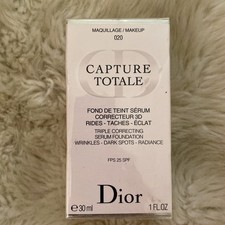 MAQUILLAGE / MAKEUP
020
CAPTURE
TOTALE
FOND DE TEINT SÉRUM
CORRECTEUR 3D
RIDES - TACHES - ÉCLAT
TRIPLE CORRECTING
SERUM FOUNDATION
WRINKLES - DARK SPOTS - RADIANCE
FPS 25 SPF
Dior
e 30 ml 1 FL.OZ